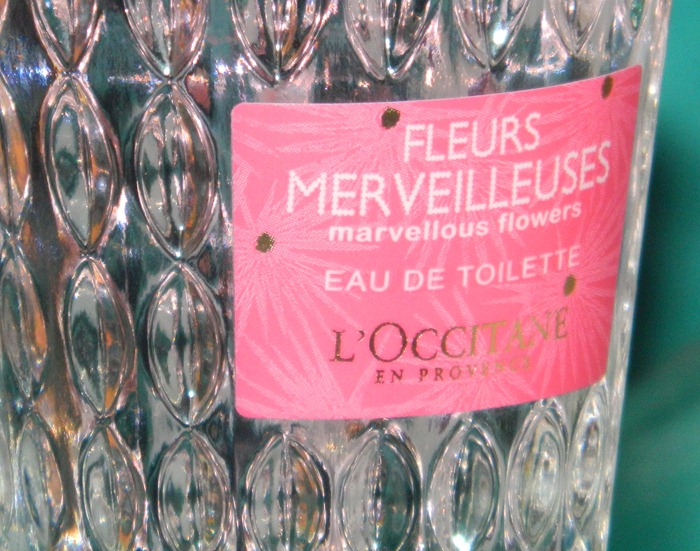 FLEURS
MERVEILLEUSES
marvellous flowers
EAU DE TOILETTE
L'OCCITANE
EN PROVENCE